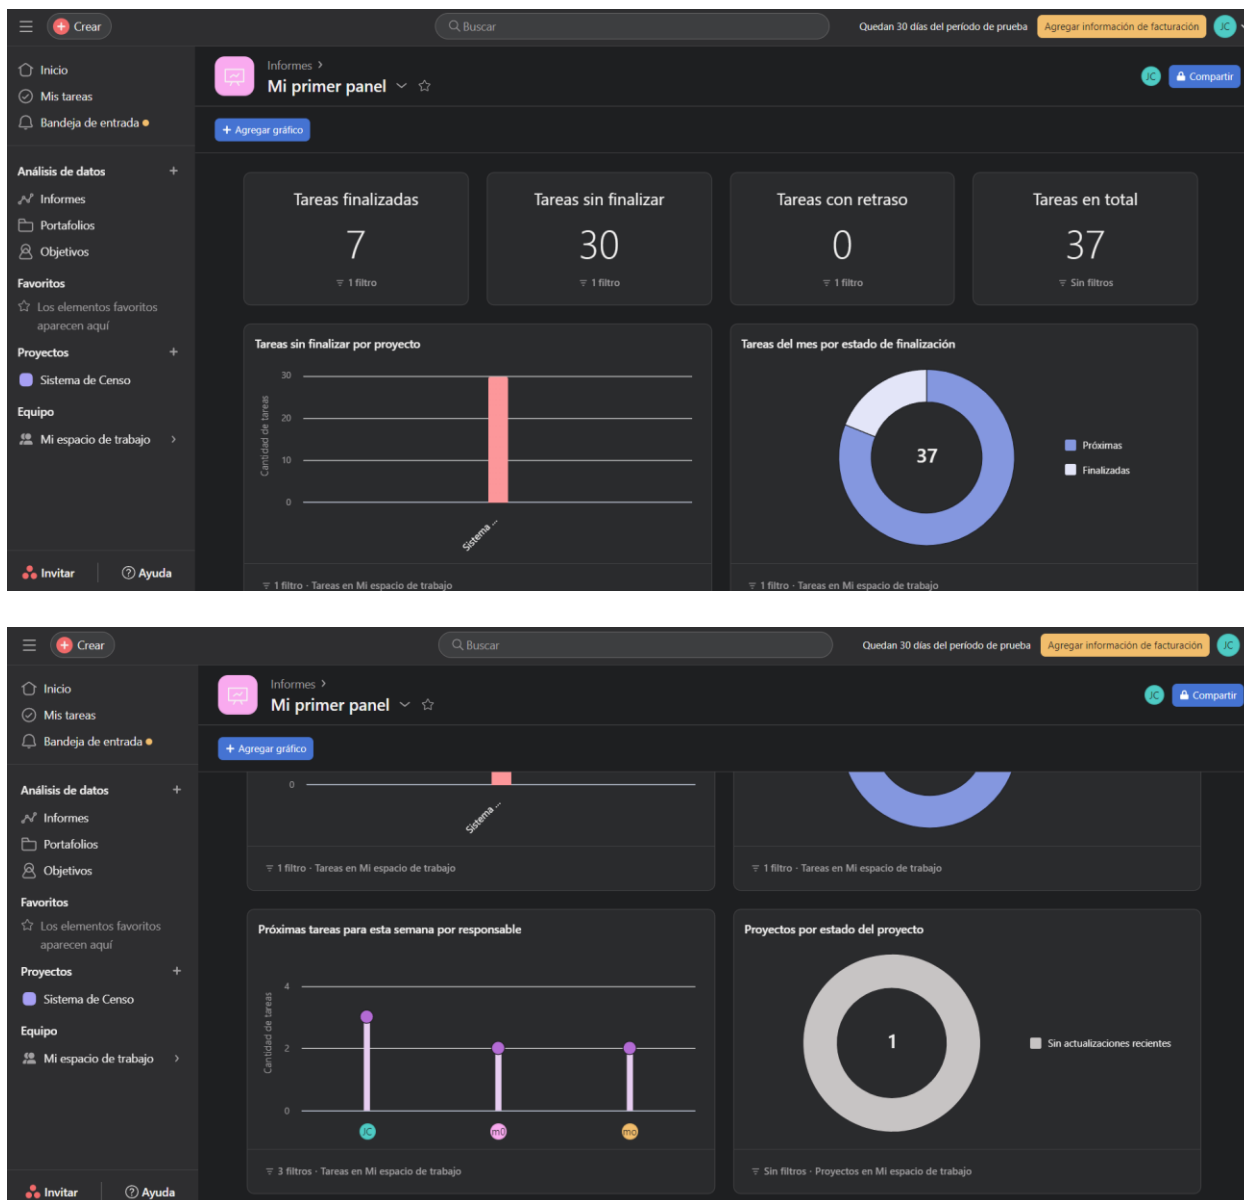 Crear
Buscar
Quedan 30 días del período de prueba
Agregar información de facturación
JC
Inicio
Mis tareas
Bandeja de entrada
Análisis de datos
Informes
Portafolios
Objetivos
Favoritos
Los elementos favoritos
aparecen aquí
Proyectos
Sistema de Censo
Equipo
Mi espacio de trabajo
Invitar
Ayuda
Informes
Mi primer panel
JC
Compartir
+ Agregar gráfico
Tareas finalizadas
7
1 filtro
Tareas sin finalizar
30
1 filtro
Tareas con retraso
0
1 filtro
Tareas en total
37
Sin filtros
Tareas sin finalizar por proyecto
Cantidad de tareas
30
20
10
0
Sistema ...
1 filtro · Tareas en Mi espacio de trabajo
Tareas del mes por estado de finalización
37
Próximas
Finalizadas
1 filtro · Tareas en Mi espacio de trabajo
Crear
Buscar
Quedan 30 días del período de prueba
Agregar información de facturación
JC
Inicio
Mis tareas
Bandeja de entrada
Análisis de datos
Informes
Portafolios
Objetivos
Favoritos
Los elementos favoritos
aparecen aquí
Proyectos
Sistema de Censo
Equipo
Mi espacio de trabajo
Invitar
Ayuda
Informes
Mi primer panel
JC
Compartir
+ Agregar gráfico
0
Sistema ...
1 filtro · Tareas en Mi espacio de trabajo
1 filtro · Tareas en Mi espacio de trabajo
Próximas tareas para esta semana por responsable
Cantidad de tareas
4
2
0
JC
m0
mo
3 filtros · Tareas en Mi espacio de trabajo
Proyectos por estado del proyecto
1
Sin actualizaciones recientes
Sin filtros · Proyectos en Mi espacio de trabajo